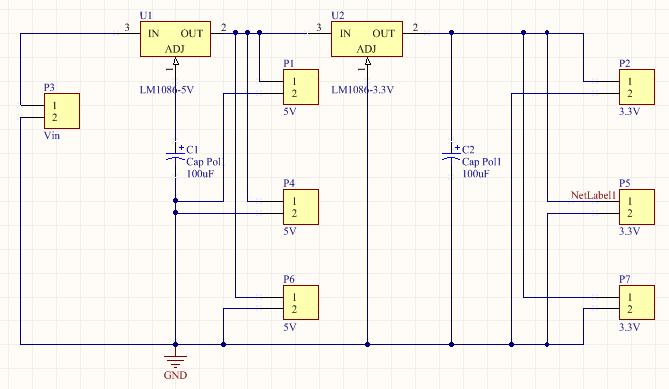 U1
U2
3
IN OUT
2
3
IN OUT
2
ADJ
ADJ
1
1
P1
P2
P3
1
2
1
2
LM1086-5V
LM1086-3.3V
1
2
5V
3.3V
Vin
C1
Cap Pol1
100uF
C2
Cap Pol1
100uF
P4
P5
NetLabel1
1
2
1
2
5V
3.3V
P6
P7
1
2
1
2
5V
3.3V
GND